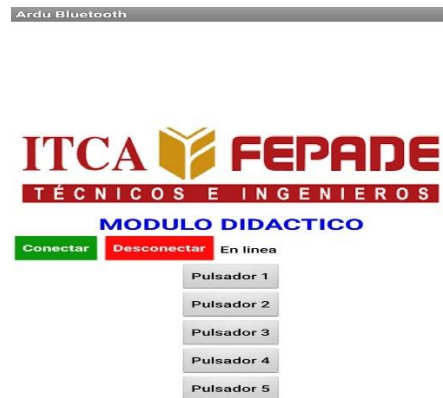 Ardu Bluetooth
ITCA FEPADE
TÉCNICOS E INGENIEROS
MODULO DIDACTICO
Conectar Desconectar En linea
Pulsador 1
Pulsador 2
Pulsador 3
Pulsador 4
Pulsador 5